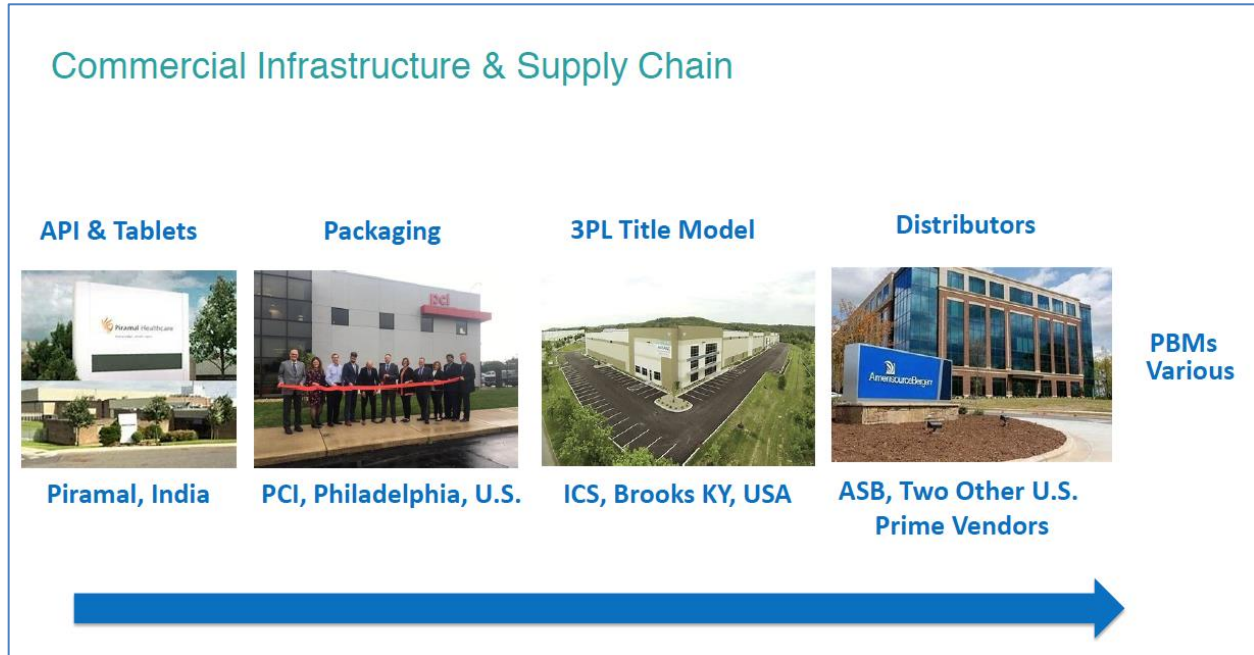 Commercial Infrastructure & Supply Chain
API & Tablets
Packaging
3PL Title Model
Distributors
Piramal Healthcare
pci
AmerisourceBergen
PBMs
Various
Piramal, India
PCI, Philadelphia, U.S.
ICS, Brooks KY, USA
ASB, Two Other U.S.
Prime Vendors